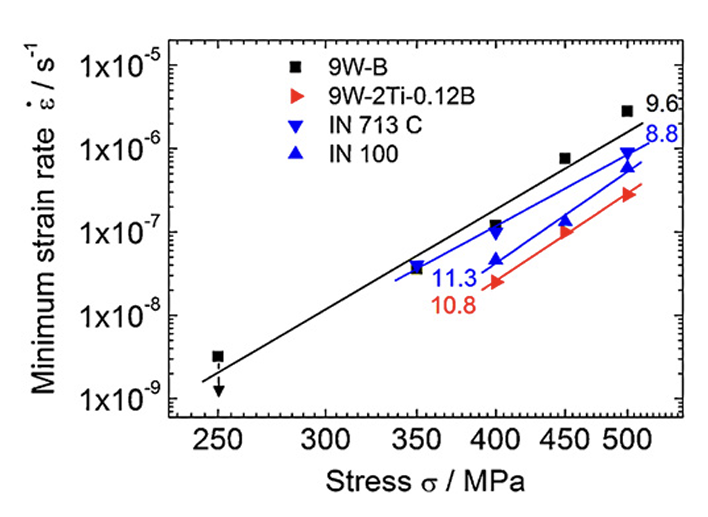 1x10⁻⁵
1x10⁻⁶
1x10⁻⁷
1x10⁻⁸
1x10⁻⁹
Minimum strain rate ε̇ / s⁻¹
9W-B
9W-2Ti-0.12B
IN 713 C
IN 100
9.6
8.8
11.3
10.8
250 300 350 400 450 500
Stress σ / MPa